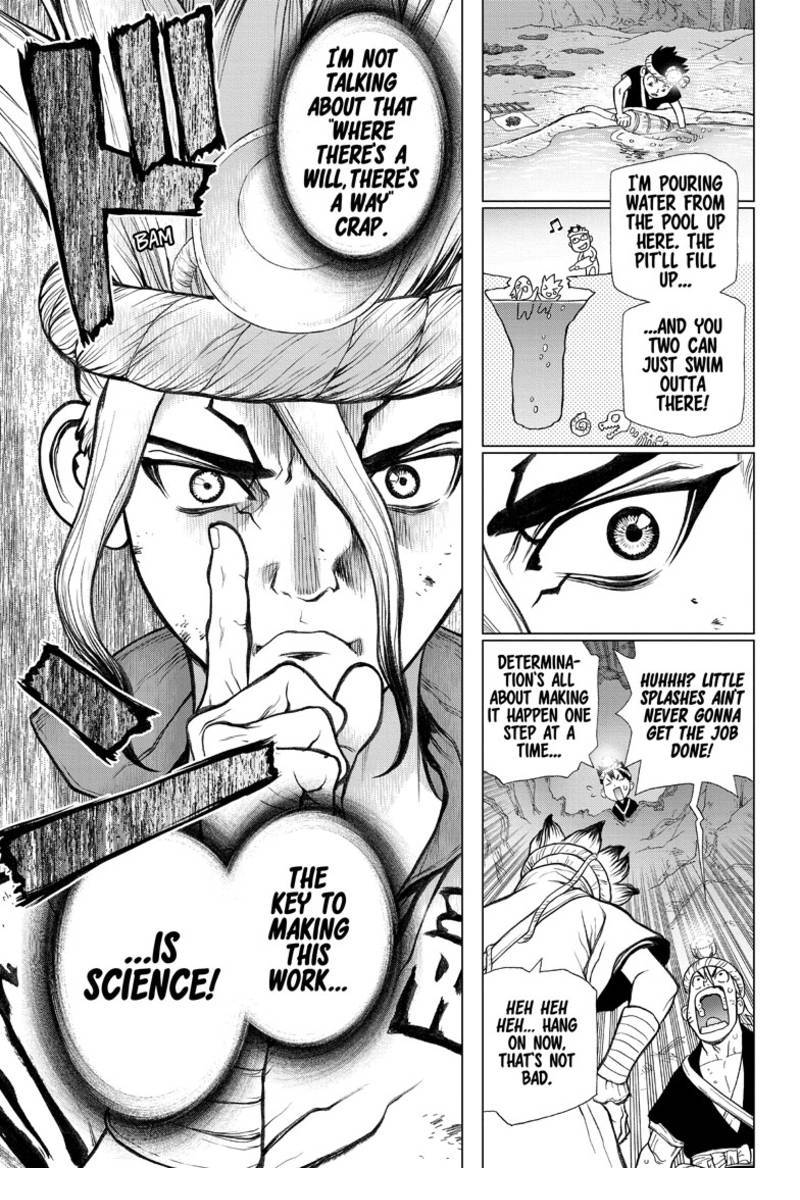 I'M POURING
WATER FROM
THE POOL UP
HERE. THE
PIT'LL FILL
UP...
...AND YOU
TWO CAN
JUST SWIM
OUTTA
THERE!
HUHHH? LITTLE
SPLASHES AIN'T
NEVER GONNA
GET THE JOB
DONE!
DETERMINA-
TION'S ALL
ABOUT MAKING
IT HAPPEN ONE
STEP AT A
TIME...
HEH HEH
HEH... HANG
ON NOW,
THAT'S NOT
BAD.
I'M NOT
TALKING
ABOUT THAT
"WHERE
THERE'S A
WILL, THERE'S
A WAY"
CRAP.
ドドン
BAM
THE
KEY TO
MAKING
THIS
WORK...
...IS
SCIENCE!